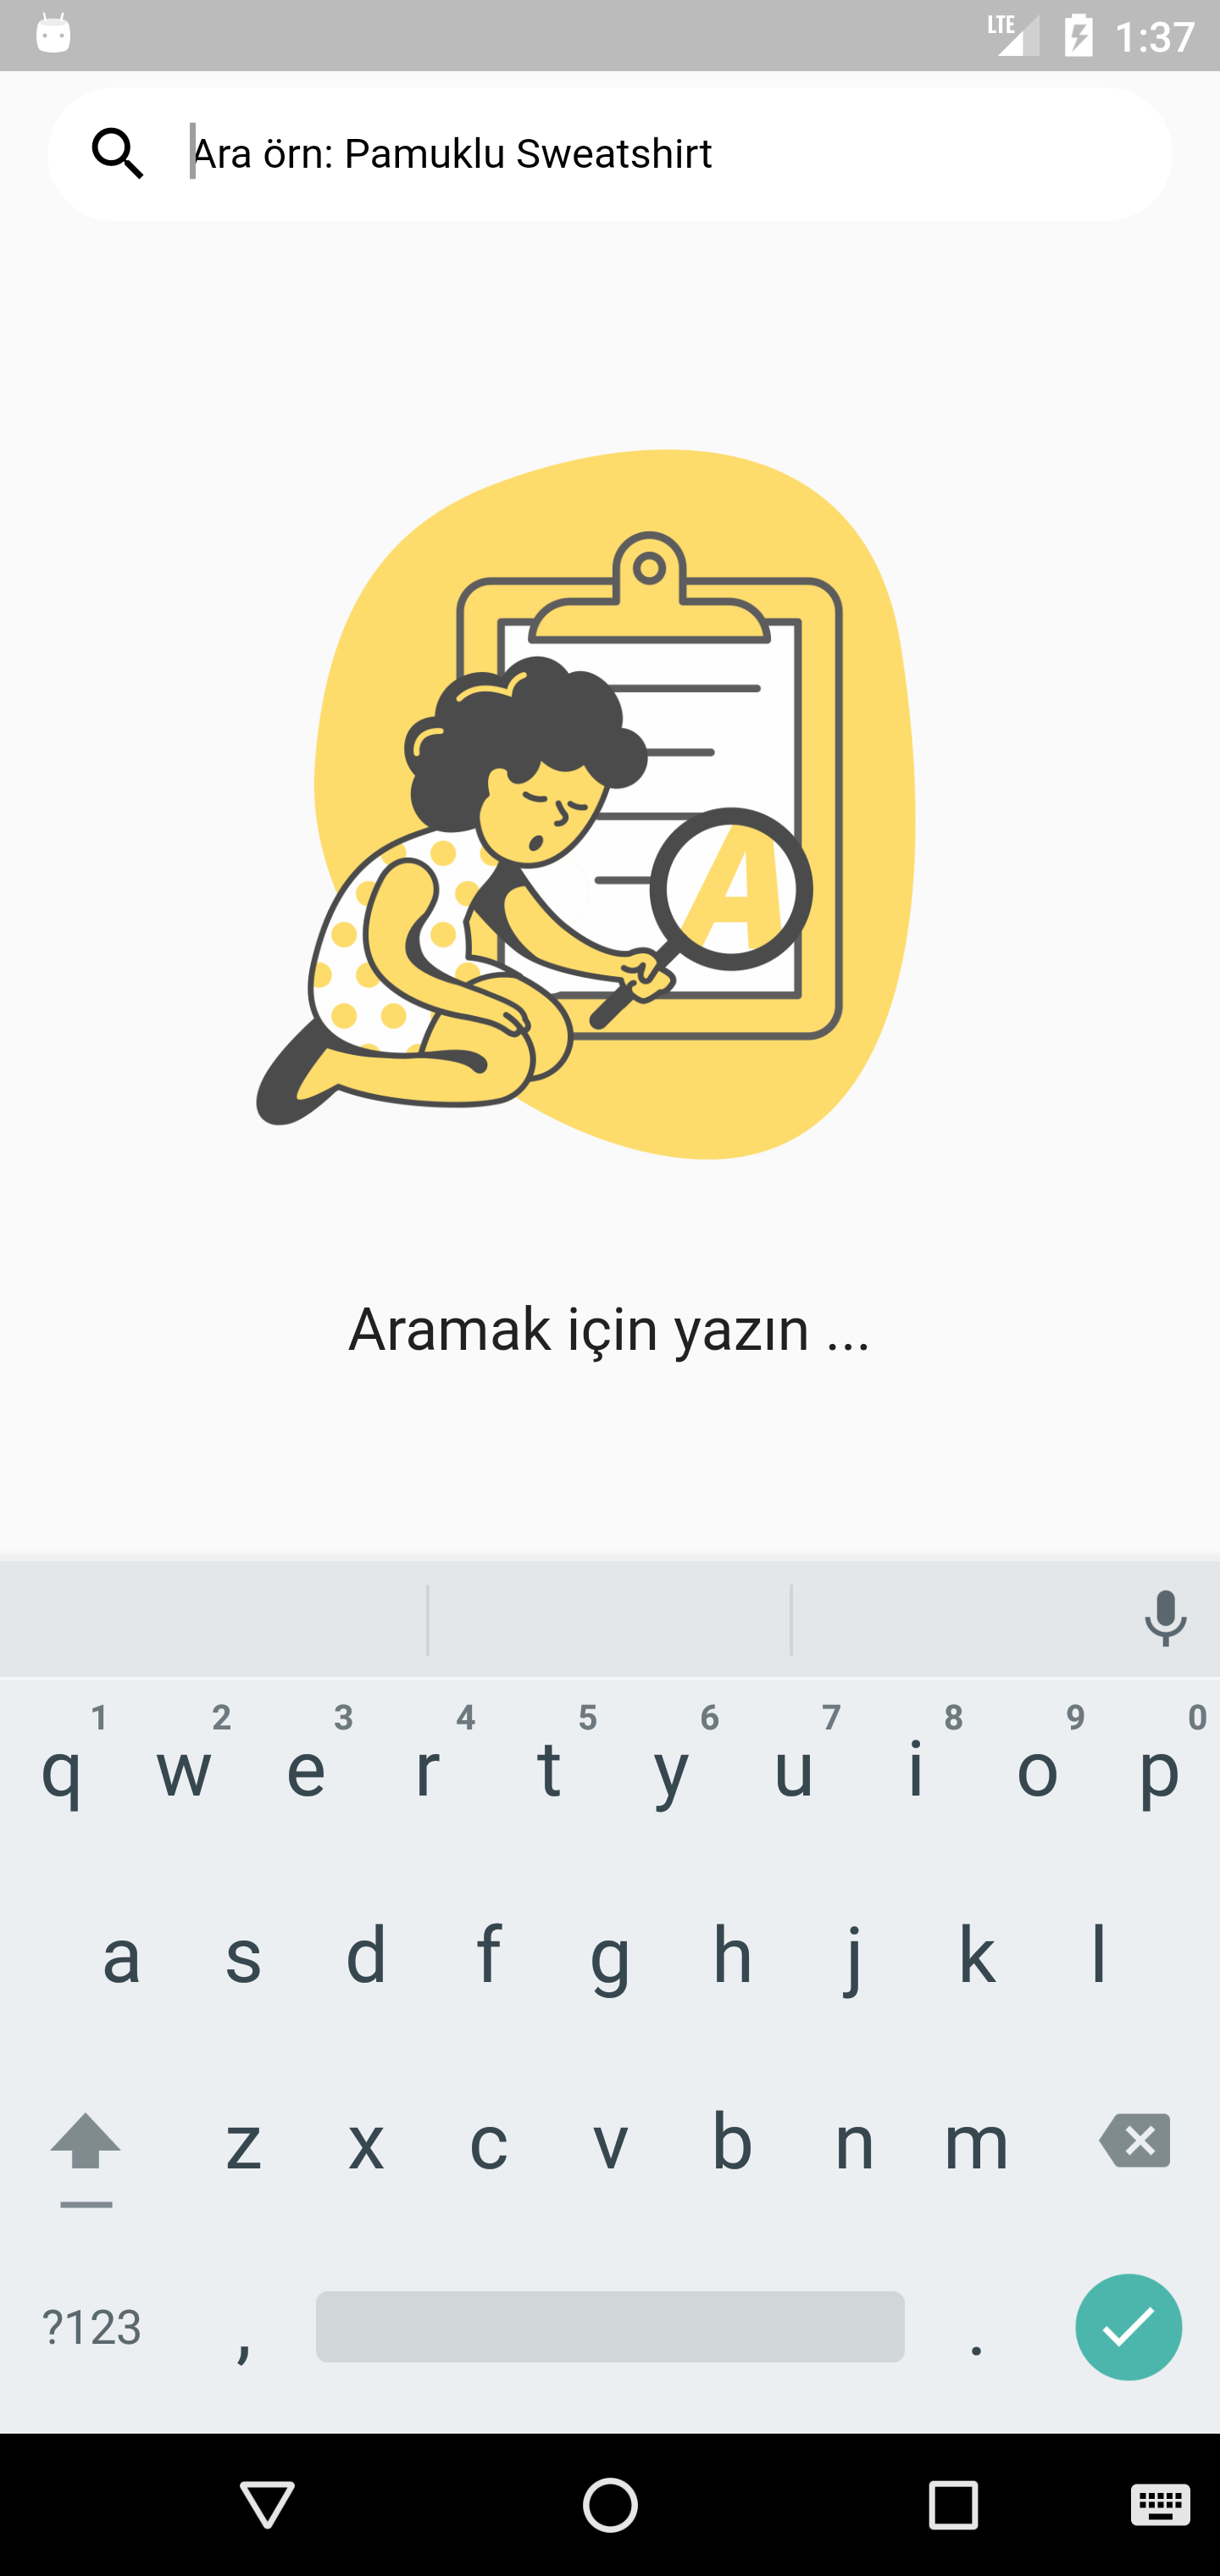 LTE 1:37
Ara örn: Pamuklu Sweatshirt
A
Aramak için yazın ...
1 2 3 4 5 6 7 8 9 0
q w e r t y u i o p
a s d f g h j k l
z x c v b n m
?123 , .